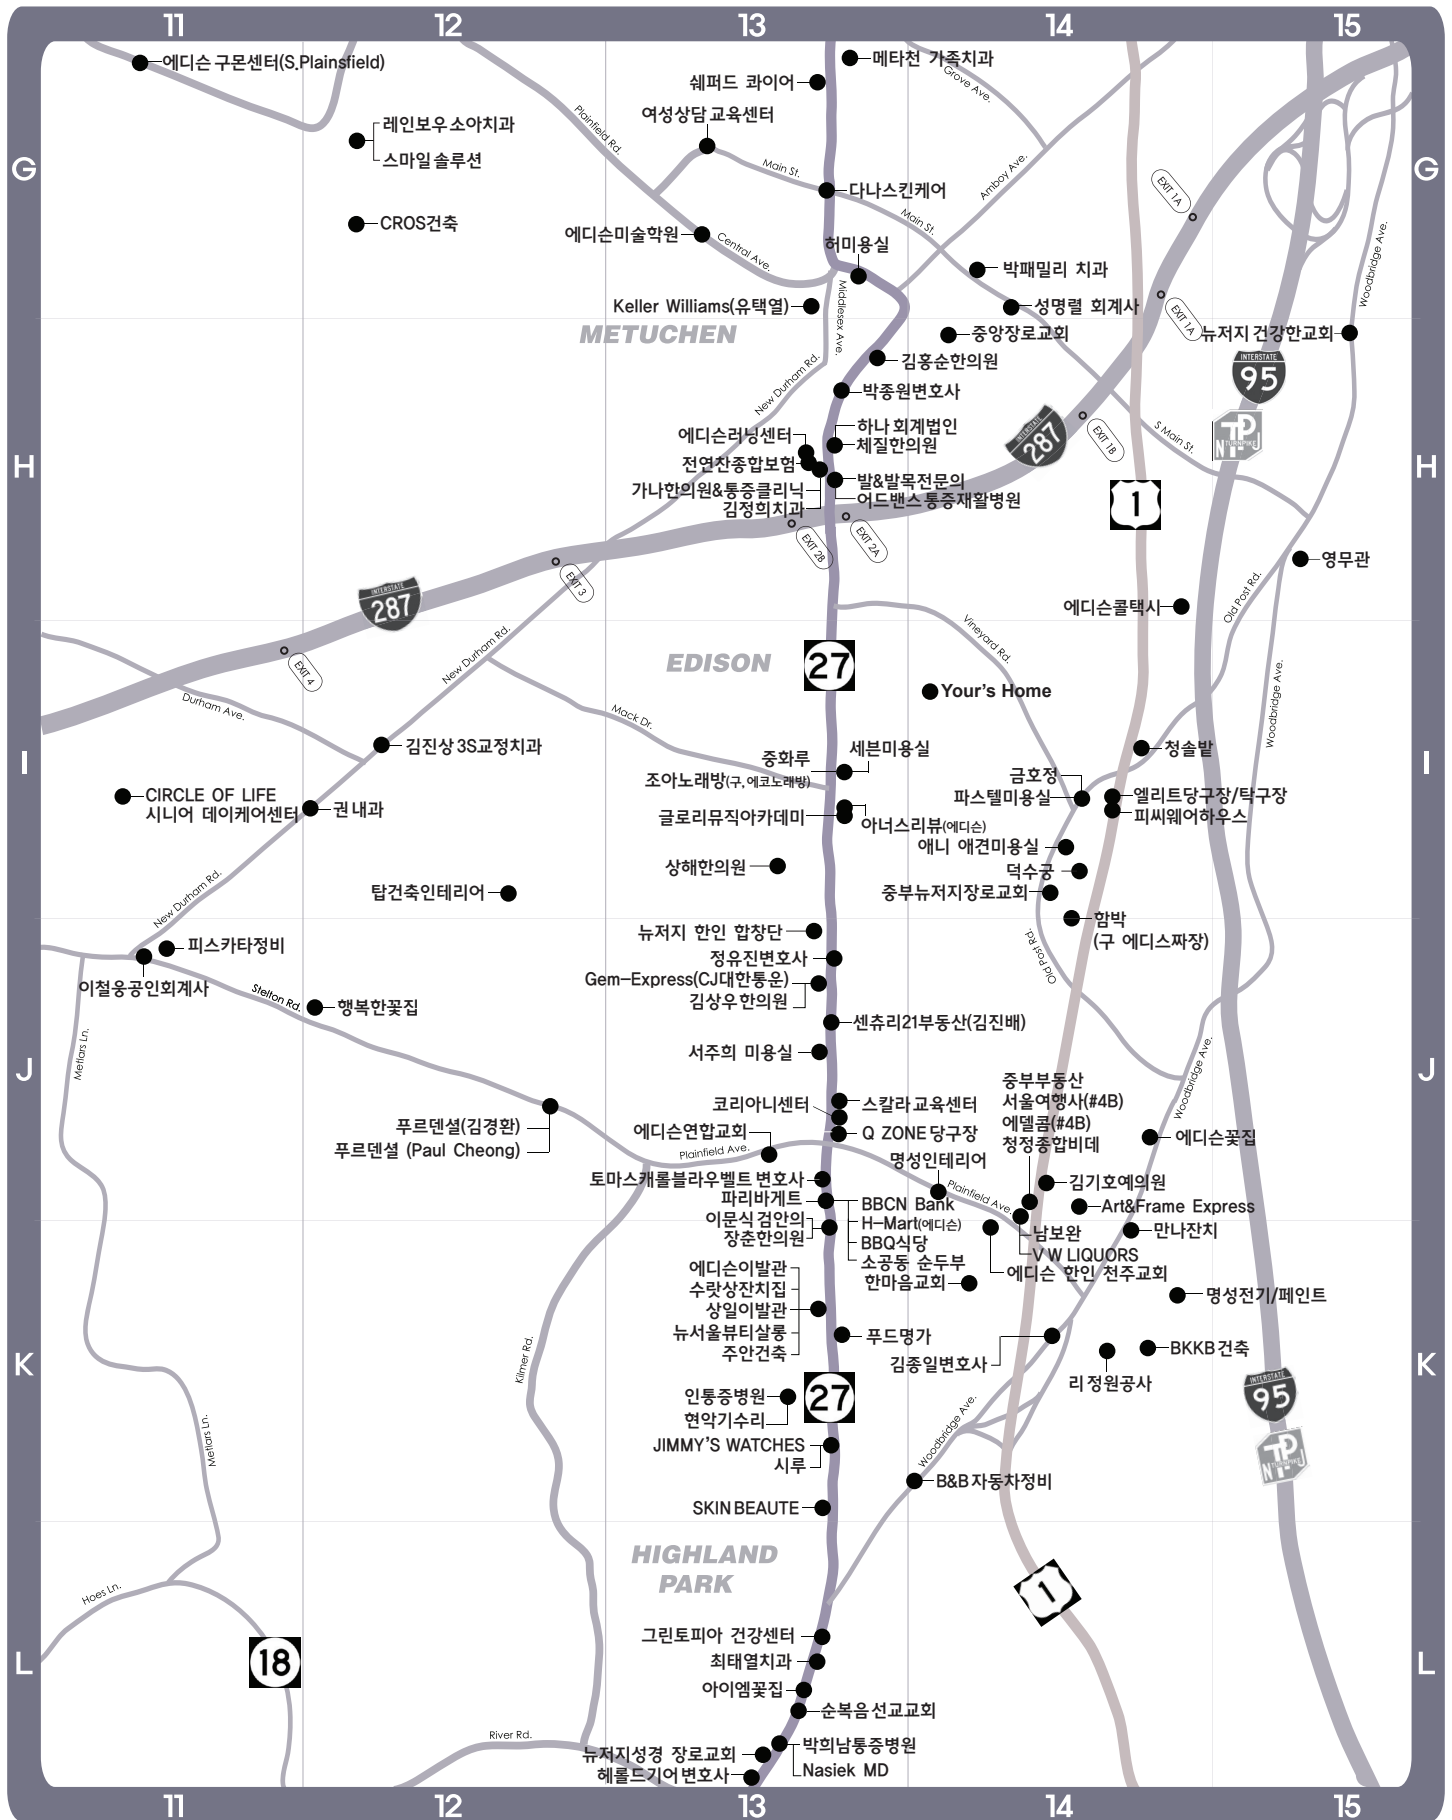 11 12 13 14 15
에디슨 구몬센터(S.Plainsfield)
메타천 가족치과
쉐퍼드 콰이어
Grove Ave.
여성상담 교육센터
Plainfield Rd.
레인보우 소아치과
스마일 솔루션
Main St.
Amboy Ave.
G G
EXIT 1A
다나스킨케어
CROS건축
Main St.
에디슨미술학원
Central Ave.
허미용실
Woodbridge Ave.
박패밀리 치과
Keller Williams(유택열)
Middlesex Ave.
성명렬 회계사
EXIT 1A
METUCHEN
중앙장로교회
뉴저지 건강한교회
김홍순한의원
INTERSTATE
95
New Durham Rd.
박종원변호사
하나 회계법인
에디슨러닝센터
체질한의원
287
EXIT 1B
S Main St.
NTPJ
TURNPIKE
H H
전연잔종합보험
발&발목전문의
가나한의원&통증클리닉
어드밴스통증재활병원
김정희치과
1
EXIT 2B
EXIT 2A
영무관
EXIT 3
INTERSTATE
287
에디슨콜택시
Old Post Rd.
Vineyard Rd.
New Durham Rd.
EDISON
27
EXIT 4
Your's Home
Woodbridge Ave.
Durham Ave.
Mack Dr.
김진상 3S교정치과
세븐미용실
중화루
청솔밭
I I
조아노래방(구, 에코노래방)
금호정
CIRCLE OF LIFE
시니어 데이케어센터
권내과
파스텔미용실
엘리트당구장/탁구장
글로리뮤직아카데미
피씨웨어하우스
아너스리뷰(에디슨)
애니 애견미용실
상해한의원
덕수궁
탑건축인테리어
중부뉴저지장로교회
New Durham Rd.
함박
(구 에디스짜장)
뉴저지 한인 합창단
피스카타정비
정유진변호사
Old Post Rd.
이철웅공인회계사
Gem-Express(CJ대한통운)
김상우한의원
Stelton Rd.
행복한꽃집
센츄리21부동산(김진배)
Metlars Ln.
서주희 미용실
J J
Woodbridge Ave.
중부부동산
서울여행사(#4B)
에델콤(#4B)
청정종합비데
코리아니센터
스칼라교육센터
푸르덴셜(김경환)
푸르덴셜 (Paul Cheong)
에디슨연합교회
Q ZONE 당구장
에디슨꽃집
Plainfield Ave.
명성인테리어
토마스캐롤블라우벨트변호사
Plainfield Ave.
김기호예의원
파리바게트
BBCN Bank
Art&Frame Express
이문식검안의
H-Mart(에디슨)
장춘한의원
남보완
만나잔치
BBQ식당
V W LIQUORS
소공동 순두부
에디슨 한인 천주교회
에디슨이발관
한마음교회
수랏상잔치집
명성전기/페인트
상일이발관
뉴서울뷰티살롱
푸드명가
주안건축
BKKB건축
K K
Kilmer Rd.
김종일변호사
리정원공사
INTERSTATE
95
인통증병원
27
현악기수리
Metlars Ln.
Woodbridge Ave.
JIMMY'S WATCHES
시루
NTPJ
TURNPIKE
B&B자동차정비
SKIN BEAUTE
HIGHLAND
PARK
Hoes Ln.
1
그린토피아 건강센터
18
L L
최태열치과
아이엠꽃집
순복음선교교회
River Rd.
박희남통증병원
뉴저지성경 장로교회
Nasiek MD
헤롤드기어변호사
11 12 13 14 15